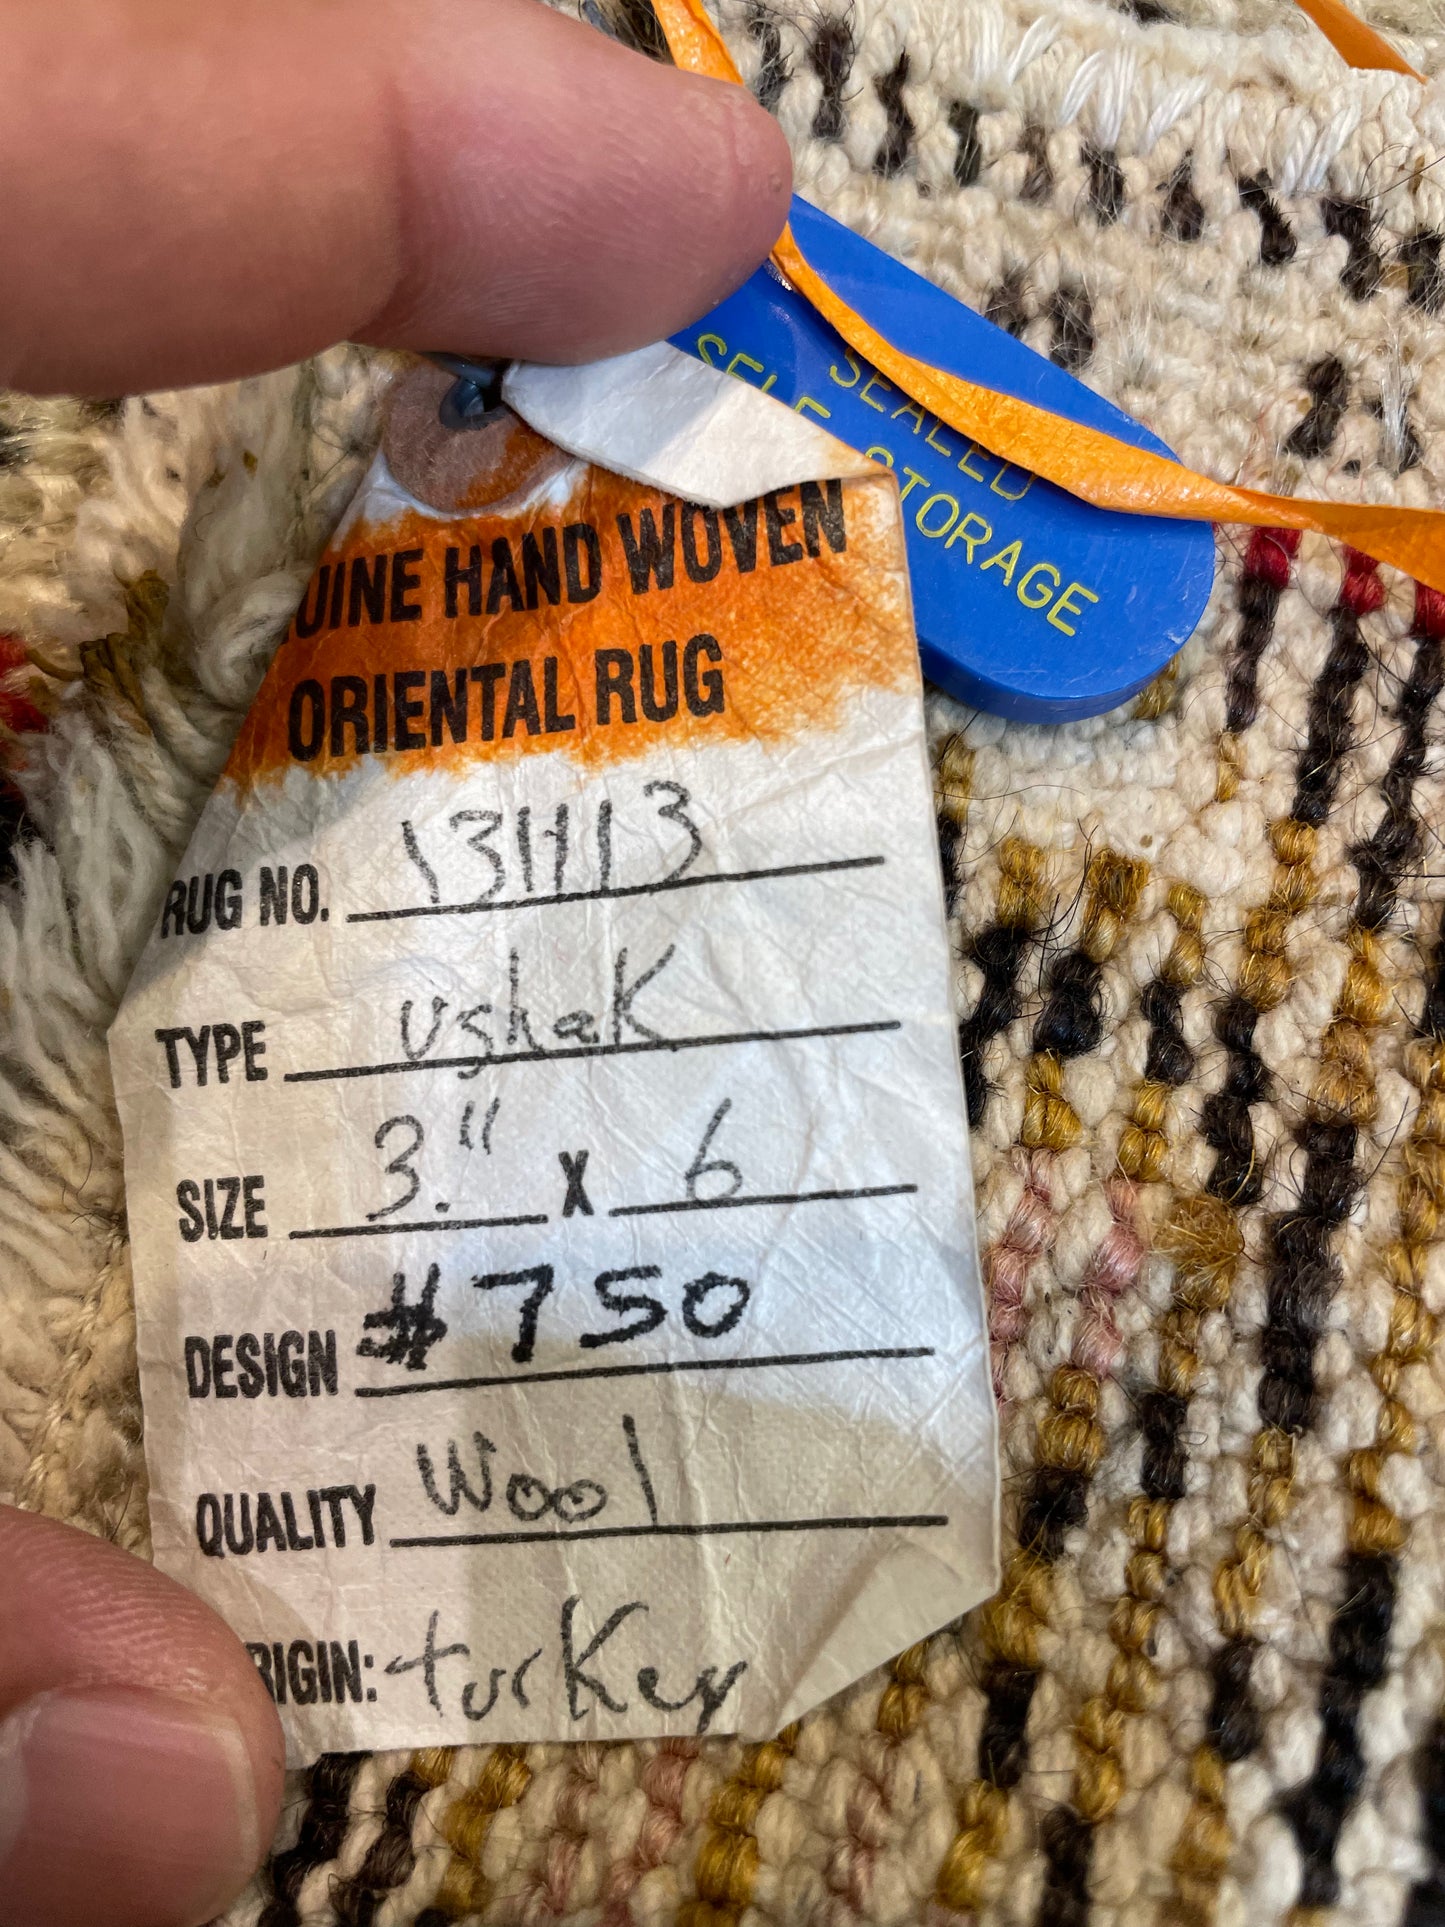 UINE HAND WOVEN
ORIENTAL RUG
RUG NO. 131113
TYPE Ushak
SIZE 3." X 6
DESIGN #750
QUALITY Wool
RIGIN: turKey
SEALED
SELF STORAGE